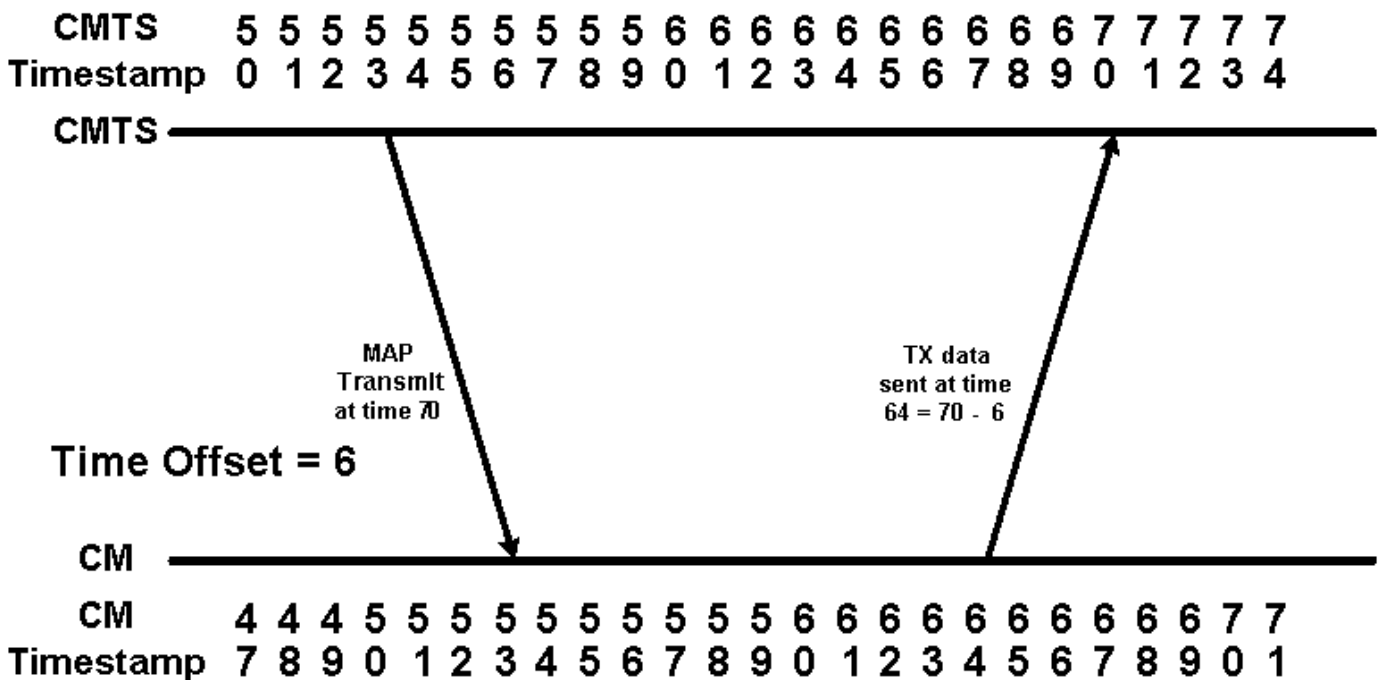 CMTS 5 5 5 5 5 5 5 5 5 5 6 6 6 6 6 6 6 6 6 6 7 7 7 7 7
Timestamp 0 1 2 3 4 5 6 7 8 9 0 1 2 3 4 5 6 7 8 9 0 1 2 3 4
CMTS
MAP
Transmit
at time 70
TX data
sent at time
64 = 70 - 6
Time Offset = 6
CM
CM 4 4 4 5 5 5 5 5 5 5 5 5 5 6 6 6 6 6 6 6 6 6 6 7 7
Timestamp 7 8 9 0 1 2 3 4 5 6 7 8 9 0 1 2 3 4 5 6 7 8 9 0 1